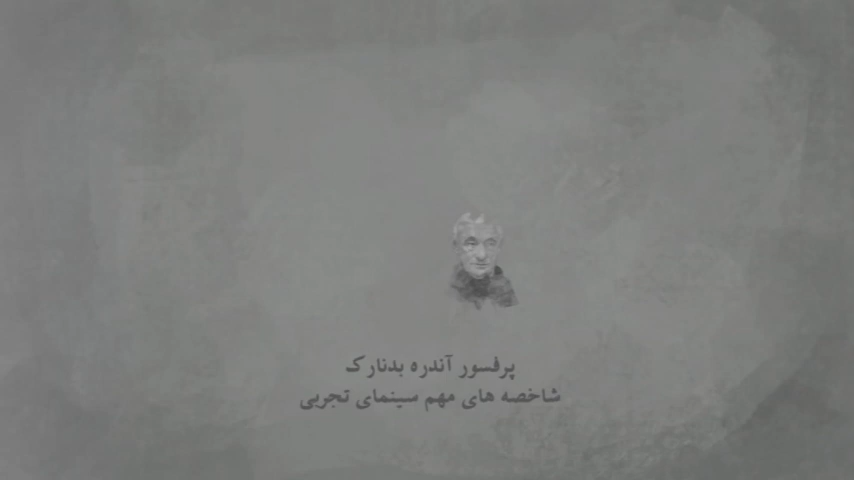 پرفسور آندره بدنارک
شاخصه های مهم سینمای تجربی